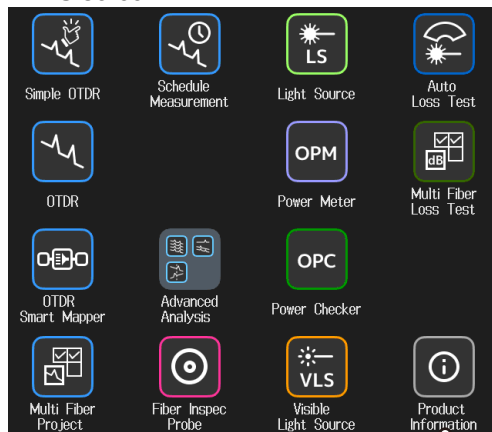 LS
Simple OTDR
Schedule
Measurement
Light Source
Auto
Loss Test
OPM
dB
OTDR
Power Meter
Multi Fiber
Loss Test
OPC
OTDR
Smart Mapper
Advanced
Analysis
Power Checker
VLS
Multi Fiber
Project
Fiber Inspec
Probe
Visible
Light Source
Product
Information